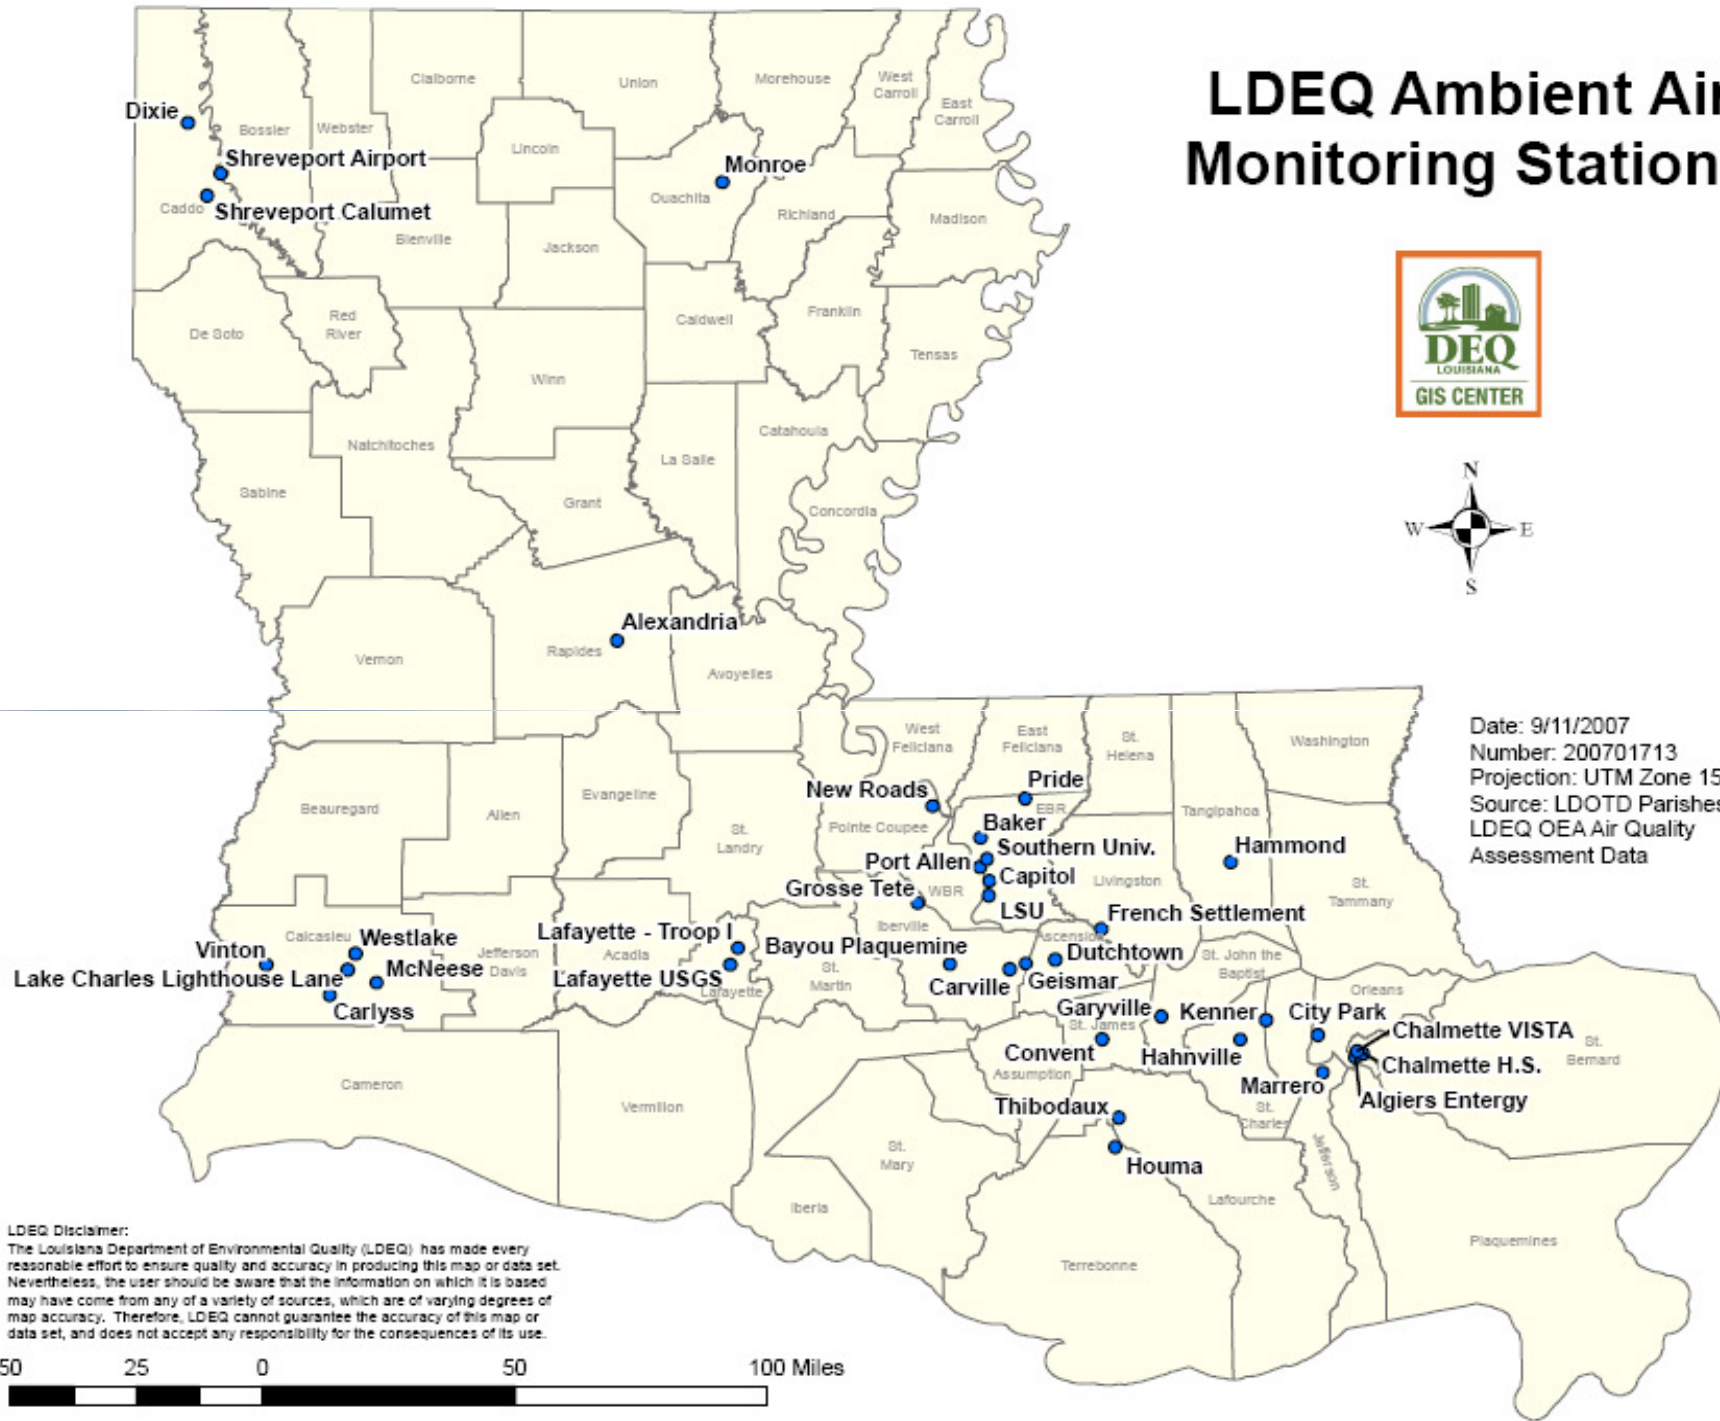 LDEQ Ambient Air
Monitoring Station
DEQ
LOUISIANA
GIS CENTER
N
W
E
S
Date: 9/11/2007
Number: 200701713
Projection: UTM Zone 15
Source: LDOTD Parishes
LDEQ OEA Air Quality
Assessment Data
Claiborne
Union
Morehouse
West
Carroll
East
Carroll
Dixie
Bossier
Webster
Lincoln
Shreveport Airport
Monroe
Caddo
Shreveport Calumet
Ouachita
Richland
Madison
Bienville
Jackson
De Soto
Red
River
Caldwell
Franklin
Tensas
Winn
Natchitoches
Catahoula
La Salle
Sabine
Grant
Concordia
Alexandria
Rapides
Vernon
Avoyelles
West
Feliciana
East
Feliciana
St.
Helena
Washington
New Roads
Pride
Beauregard
Allen
Evangeline
EBR
Tangipahoa
Pointe Coupee
Baker
St.
Landry
Southern Univ.
Hammond
Port Allen
Capitol
Livingston
Grosse Tete
WBR
LSU
St.
Tammany
French Settlement
Iberville
Ascension
Calcasieu
Westlake
Lafayette - Troop I
Vinton
Jefferson
Davis
Acadia
Bayou Plaquemine
Dutchtown
St. John the
Baptist
Lake Charles Lighthouse Lane
McNeese
Lafayette USGS
St.
Martin
Lafayette
Carville
Geismar
Orleans
Carlyss
Garyville
Kenner
City Park
St. James
Chalmette VISTA
Convent
Hahnville
St.
Bernard
Chalmette H.S.
Assumption
Marrero
Algiers Entergy
Cameron
Vermilion
Thibodaux
St.
Charles
St.
Mary
Houma
Jefferson
Iberia
Lafourche
Terrebonne
Plaquemines
LDEQ Disclaimer:
The Louisiana Department of Environmental Quality (LDEQ) has made every
reasonable effort to ensure quality and accuracy in producing this map or data set.
Nevertheless, the user should be aware that the information on which it is based
may have come from any of a variety of sources, which are of varying degrees of
map accuracy. Therefore, LDEQ cannot guarantee the accuracy of this map or
data set, and does not accept any responsibility for the consequences of its use.
50 25 0 50 100 Miles